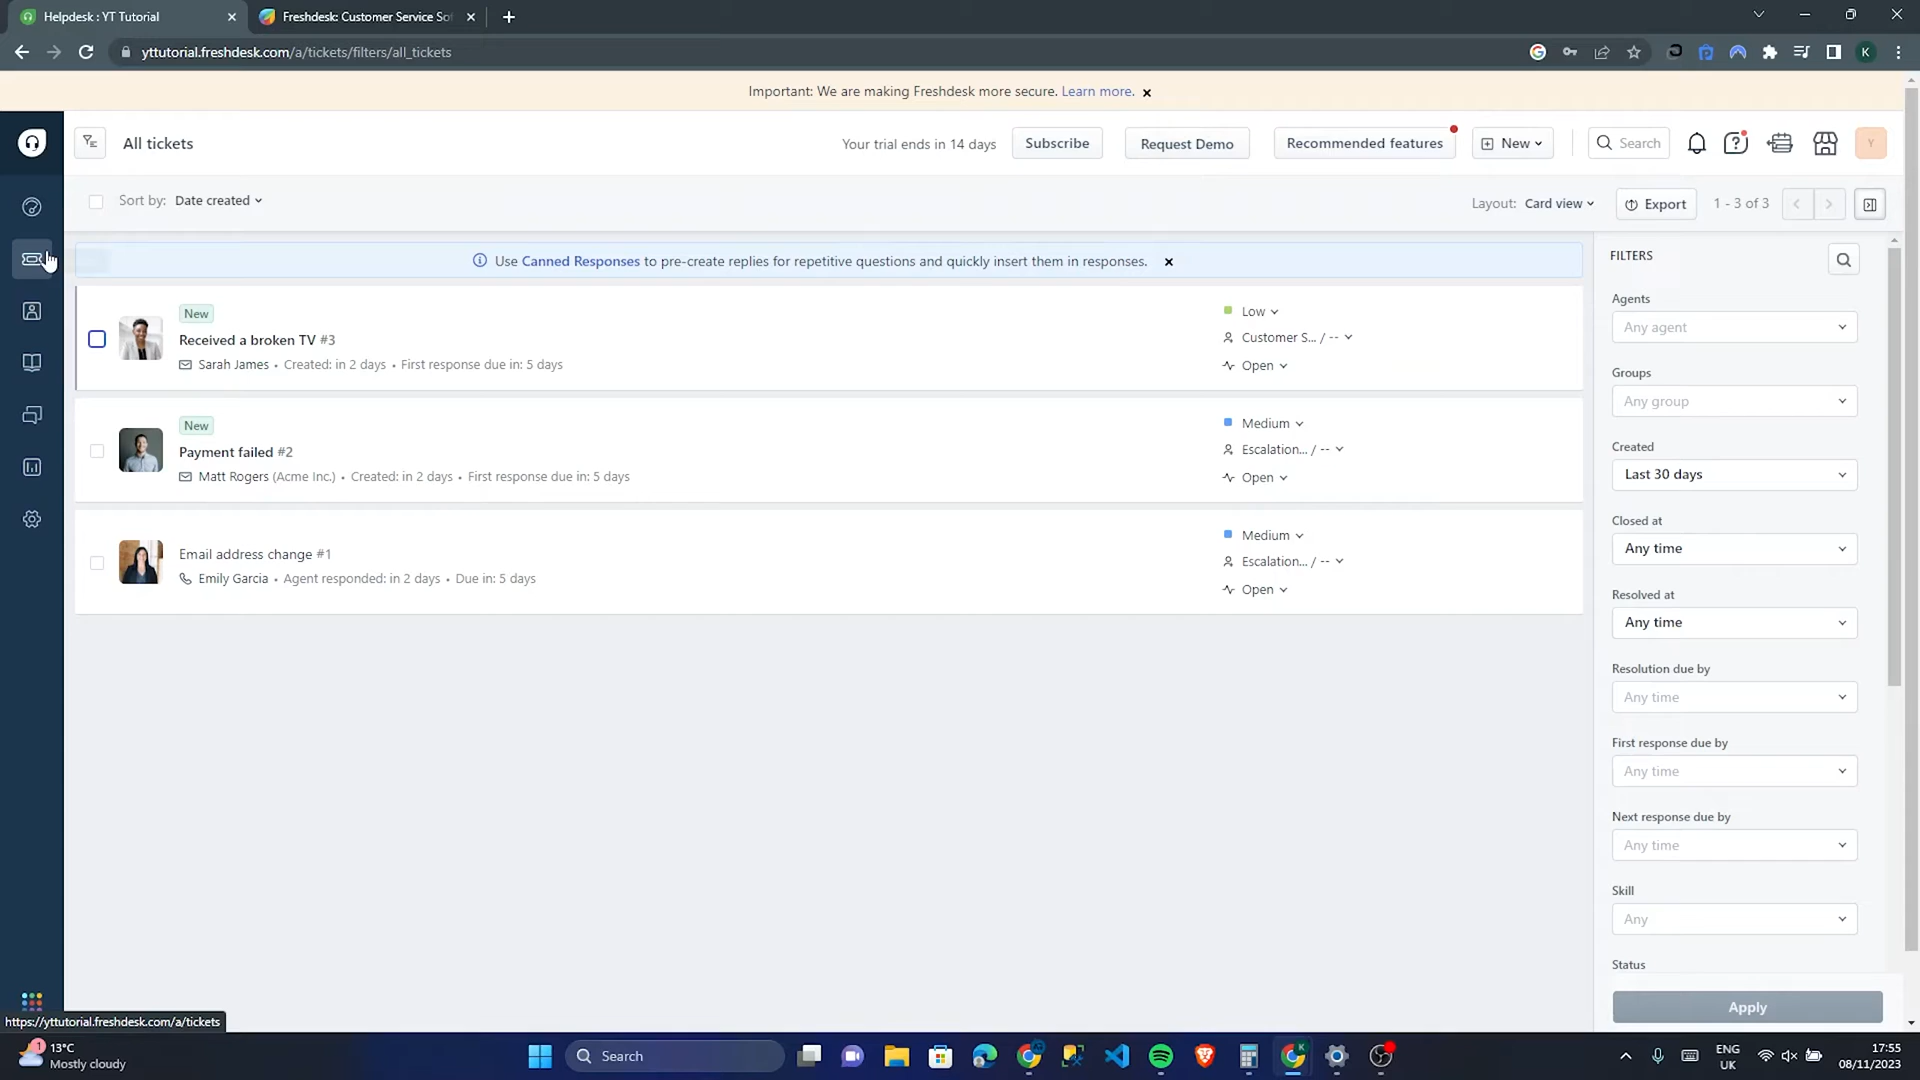 Helpdesk : YT Tutorial
Freshdesk: Customer Service So
yttutorial.freshdesk.com/a/tickets/filters/all_tickets
K
Important: We are making Freshdesk more secure. Learn more.
All tickets
Your trial ends in 14 days
Subscribe
Request Demo
Recommended features
New
Search
Y
Sort by: Date created
Layout: Card view
Export
1 - 3 of 3
Use Canned Responses to pre-create replies for repetitive questions and quickly insert them in responses.
New
Received a broken TV #3
Sarah James • Created: in 2 days • First response due in: 5 days
Low
Customer S... / --
Open
New
Payment failed #2
Matt Rogers (Acme Inc.) • Created: in 2 days • First response due in: 5 days
Medium
Escalation... / --
Open
Email address change #1
Emily Garcia • Agent responded: in 2 days • Due in: 5 days
Medium
Escalation... / --
Open
FILTERS
Agents
Any agent
Groups
Any group
Created
Last 30 days
Closed at
Any time
Resolved at
Any time
Resolution due by
Any time
First response due by
Any time
Next response due by
Any time
Skill
Any
Status
Apply
https://yttutorial.freshdesk.com/a/tickets
1
13°C
Mostly cloudy
Search
K
ENG
UK
17:55
08/11/2023